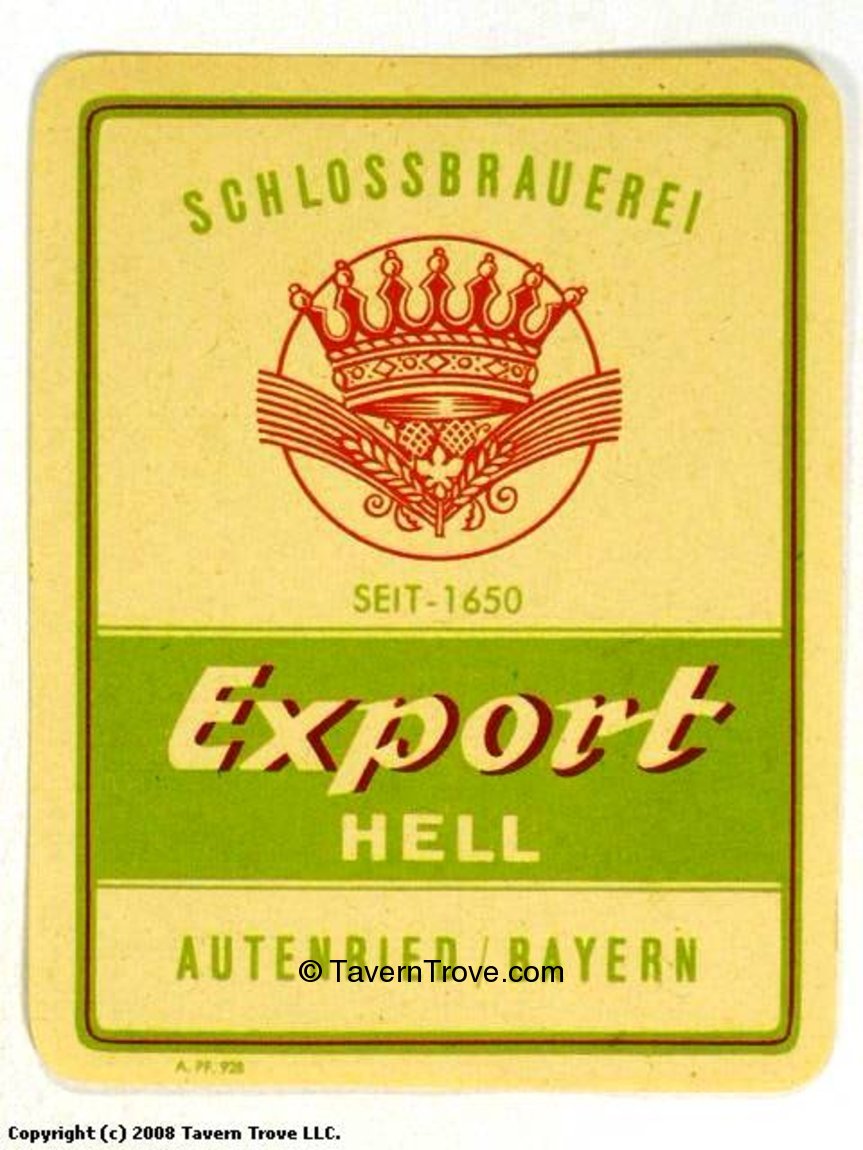 SCHLOSSBRAUEREI
SEIT-1650
Export
HELL
AUTENRIED/BAYERN
© TavernTrove.com
A. PF. 928
Copyright (c) 2008 Tavern Trove LLC.